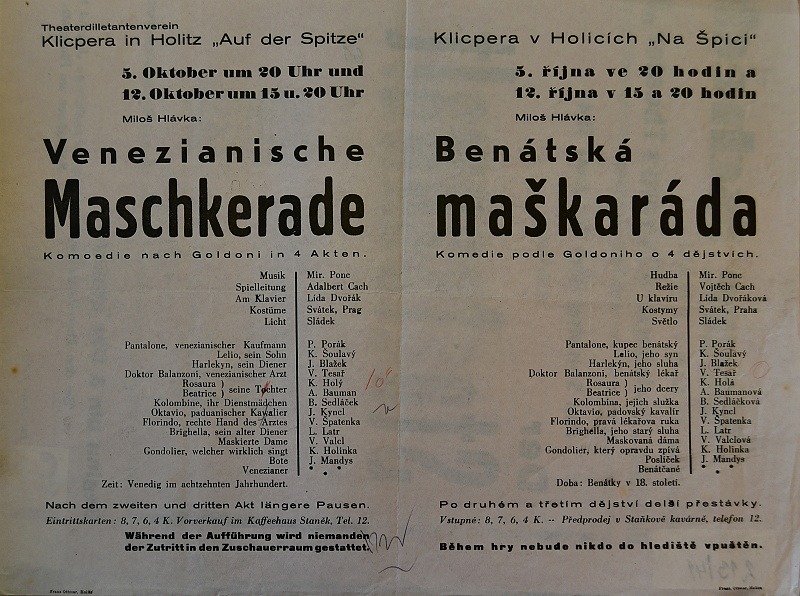 Theaterdilletantenverein
Klicpera in Holitz „Auf der Spitze“
5. Oktober um 20 Uhr und
12. Oktober um 15 u. 20 Uhr
Miloš Hlávka:
Venezianische
Maschkerade
Komoedie nach Goldoni in 4 Akten.
Musik Mir. Ponc
Spielleitung Adalbert Cach
Am Klavier Lída Dvořák
Kostüme Svátek, Prag
Licht Sládek
Pantalone, venezianischer Kaufmann P. Porák
Lelio, sein Sohn K. Šoulavý
Harlekyn, sein Diener J. Blažek
Doktor Balanzoni, venezianischer Arzt V. Tesař
Rosaura ) K. Holý
Beatrice ) seine Tochter A. Bauman
Kolombine, ihr Dienstmädchen B. Sedláček
Oktavio, paduanischer Kavalier J. Kyncl
Florindo, rechte Hand des Arztes V. Špatenka
Brighella, sein alter Diener L. Latr
Maskierte Dame V. Valcl
Gondolier, welcher wirklich singt K. Holinka
Bote J. Mandys
Venezianer * * *
Zeit: Venedig im achtzehnten Jahrhundert.
Nach dem zweiten und dritten Akt längere Pausen.
Eintrittskarten: 8, 7, 6, 4 K. Vorverkauf im Kaffeehaus Staněk, Tel. 12.
Während der Aufführung wird niemanden
der Zutritt in den Zuschauerraum gestattet.
Franz Odtner, Holitz
Klicpera v Holicích „Na Špici“
5. října ve 20 hodin a
12. října v 15 a 20 hodin
Miloš Hlávka:
Benátská
maškaráda
Komedie podle Goldoniho o 4 dějstvích.
Hudba Mir. Ponc
Režie Vojtěch Cach
U klavíru Lída Dvořáková
Kostymy Svátek, Praha
Světlo Sládek
Pantalone, kupec benátský P. Porák
Lelio, jeho syn K. Šoulavý
Harlekýn, jeho sluha J. Blažek
Doktor Balanzoni, benátský lékař V. Tesař
Rosaura ) K. Holá
Beatrice ) jeho dcery A. Baumanová
Kolombina, jejich služka B. Sedláčková
Oktavio, padovský kavalír J. Kyncl
Florindo, pravá lékařova ruka V. Špatenka
Brighella, jeho starý sluha L. Latr
Maskovaná dáma V. Valclová
Gondolier, který opravdu zpívá K. Holinka
Poslíček J. Mandys
Benátčané * * *
Doba: Benátky v 18. století.
Po druhém a třetím dějství delší přestávky.
Vstupné: 8, 7, 6, 4 K. -- Předprodej v Staňkově kavárně, telefon 12.
Během hry nebude nikdo do hlediště vpuštěn.